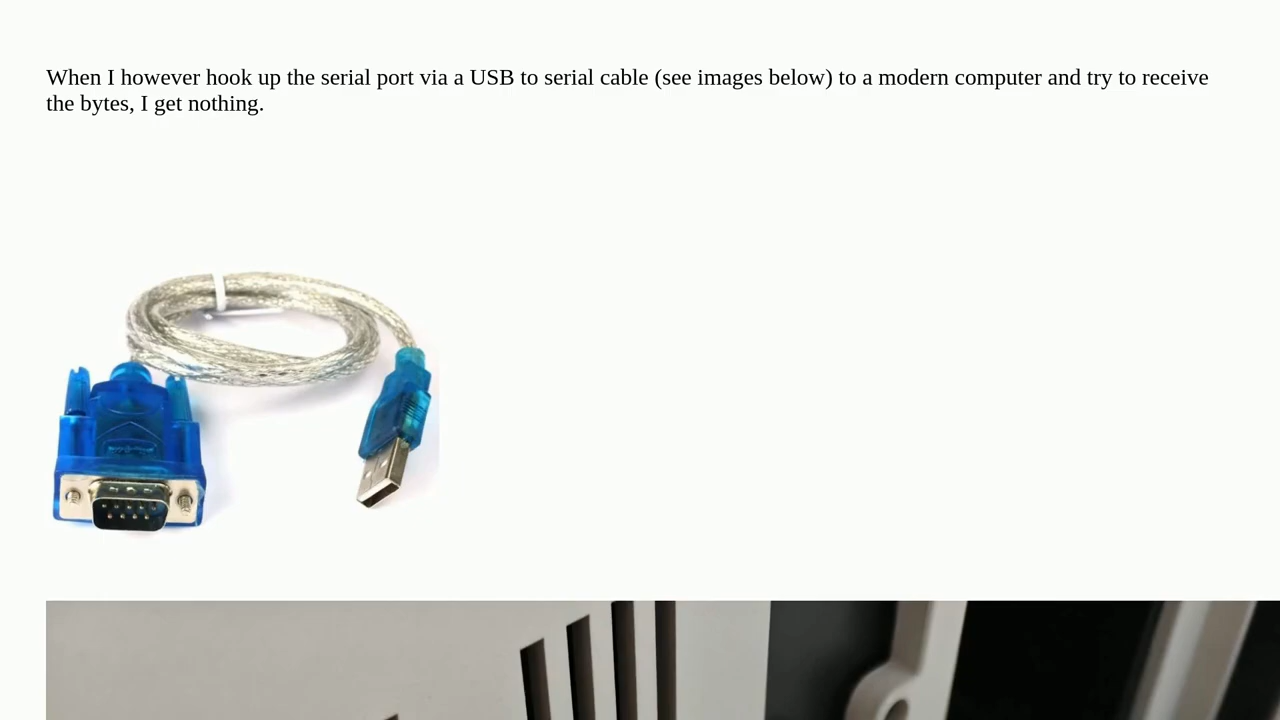 When I however hook up the serial port via a USB to serial cable (see images below) to a modern computer and try to receive
the bytes, I get nothing.